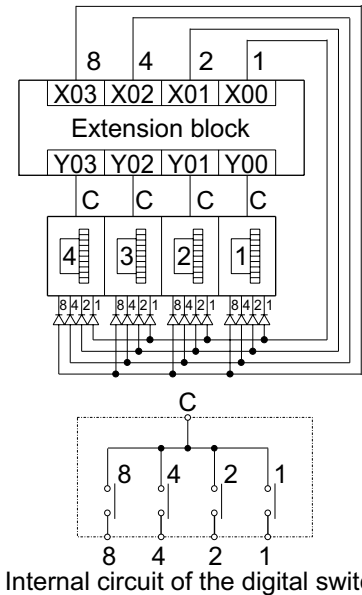 8 4 2 1
X03 X02 X01 X00
Extension block
Y03 Y02 Y01 Y00
C C C C
4 3 2 1
8 4 2 1 8 4 2 1 8 4 2 1 8 4 2 1
C
8 4 2 1
8 4 2 1
Internal circuit of the digital swit